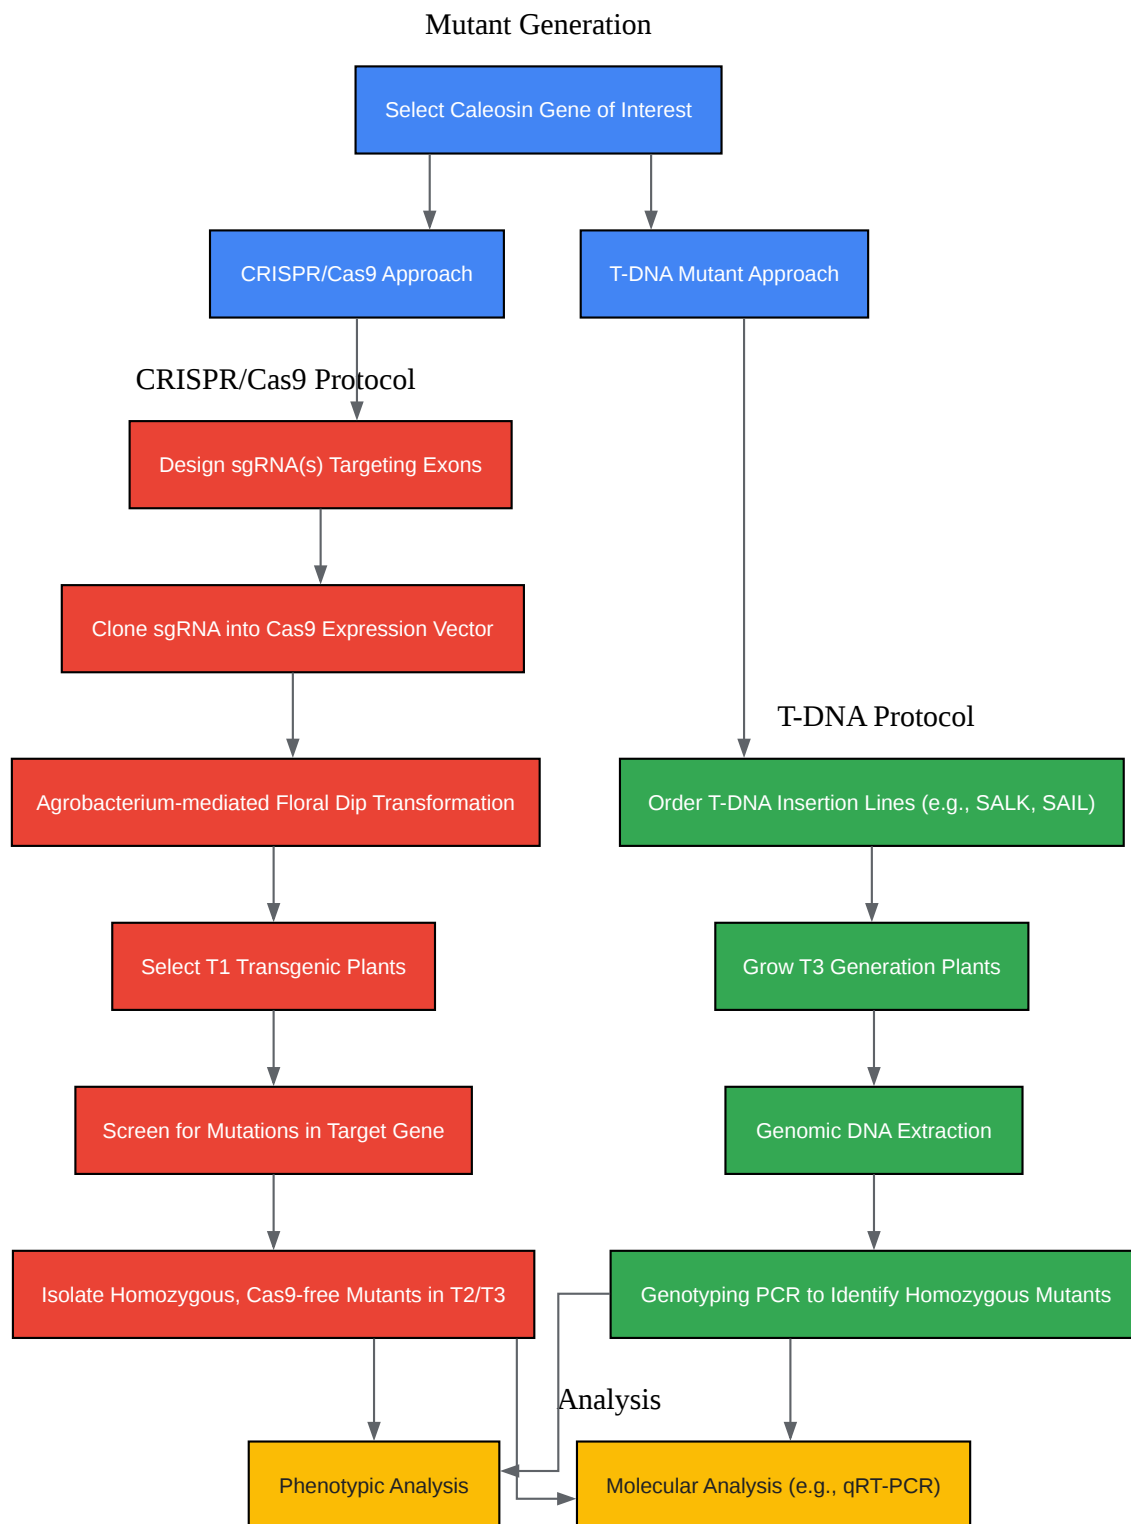 Mutant Generation
Select Caleosin Gene of Interest
CRISPR/Cas9 Approach
T-DNA Mutant Approach
CRISPR/Cas9 Protocol
Design sgRNA(s) Targeting Exons
Clone sgRNA into Cas9 Expression Vector
T-DNA Protocol
Agrobacterium-mediated Floral Dip Transformation
Order T-DNA Insertion Lines (e.g., SALK, SAIL)
Select T1 Transgenic Plants
Grow T3 Generation Plants
Screen for Mutations in Target Gene
Genomic DNA Extraction
Isolate Homozygous, Cas9-free Mutants in T2/T3
Genotyping PCR to Identify Homozygous Mutants
Analysis
Phenotypic Analysis
Molecular Analysis (e.g., qRT-PCR)